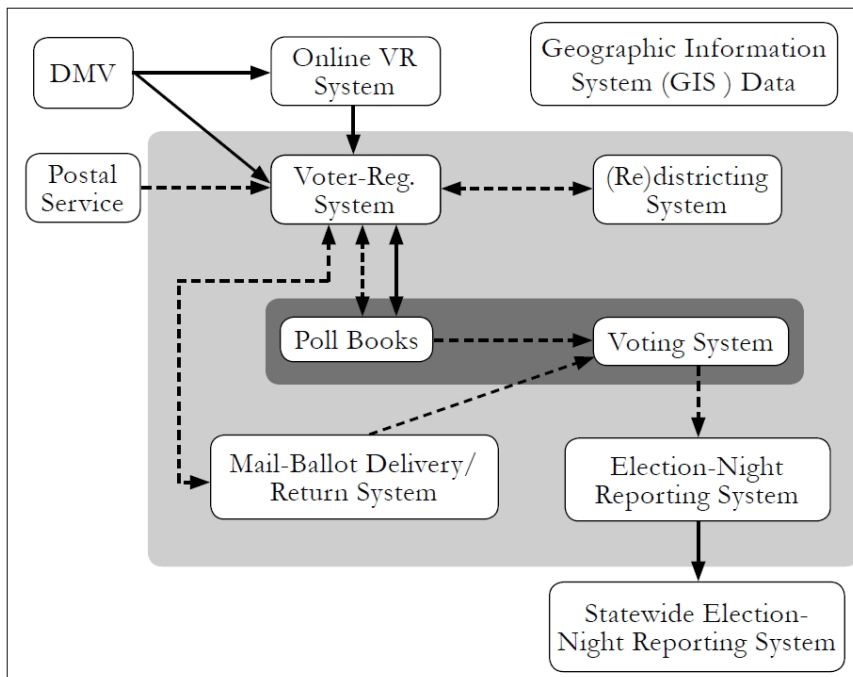 DMV
Online VR
System
Geographic Information
System (GIS ) Data
Postal
Service
Voter-Reg.
System
(Re)districting
System
Poll Books
Voting System
Mail-Ballot Delivery/
Return System
Election-Night
Reporting System
Statewide Election-
Night Reporting System